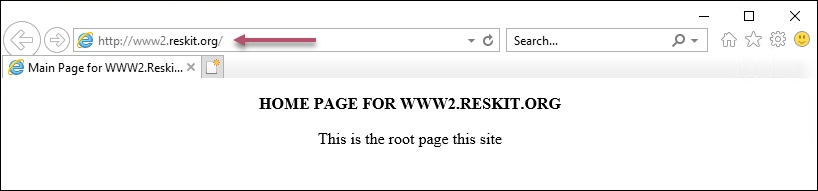 http://www2.reskit.org/
Search...
Main Page for WWW2.Reski...
HOME PAGE FOR WWW2.RESKIT.ORG
This is the root page this site